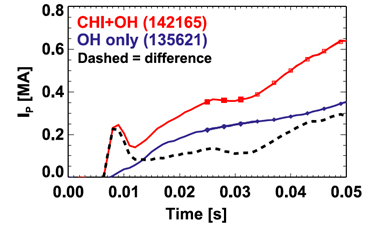 0.8
CHI+OH (142165)
OH only (135621)
Dashed = difference
0.6
0.4
0.2
0.0
I_P [MA]
0.00 0.01 0.02 0.03 0.04 0.05
Time [s]